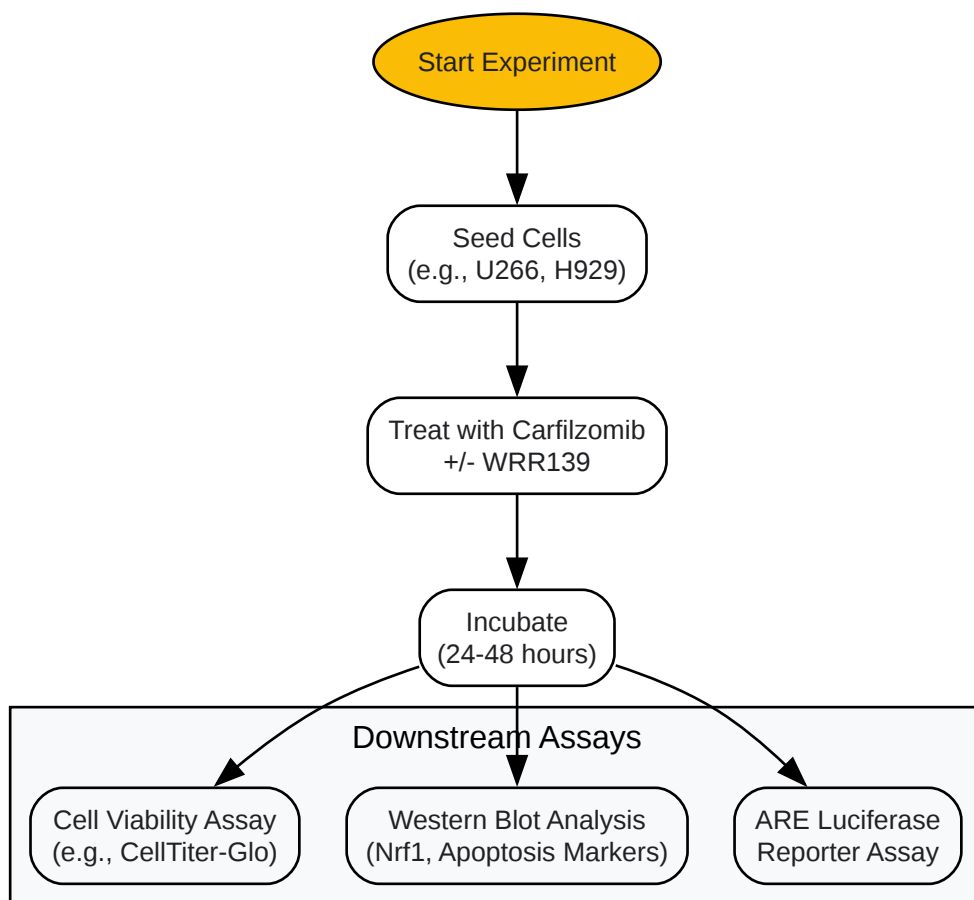 Start Experiment
Seed Cells
(e.g., U266, H929)
Treat with Carfilzomib
+/- WRR139
Incubate
(24-48 hours)
Downstream Assays
Cell Viability Assay
(e.g., CellTiter-Glo)
Western Blot Analysis
(Nrf1, Apoptosis Markers)
ARE Luciferase
Reporter Assay